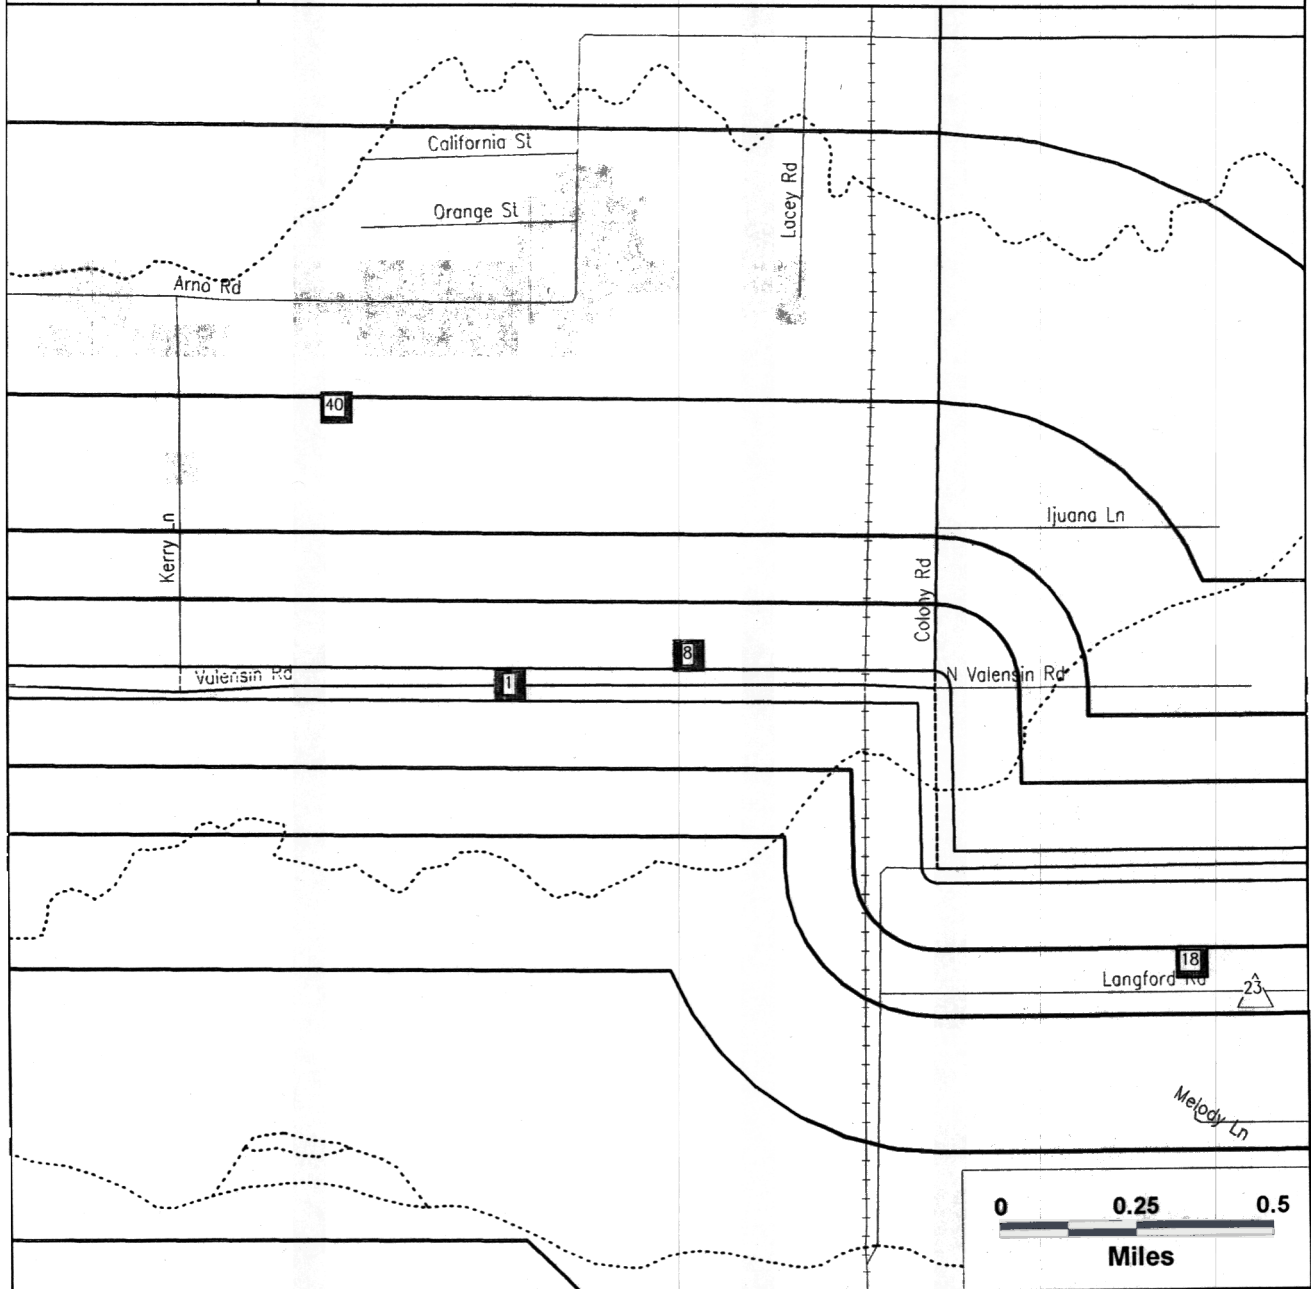 California St
Lacey Rd
Orange St
Arno Rd
40
Ijuana Ln
Kerry Ln
Colony Rd
8
Valensin Rd
N Valensin Rd
1
18
Langford Rd
23
Melody Ln
0 0.25 0.5
Miles